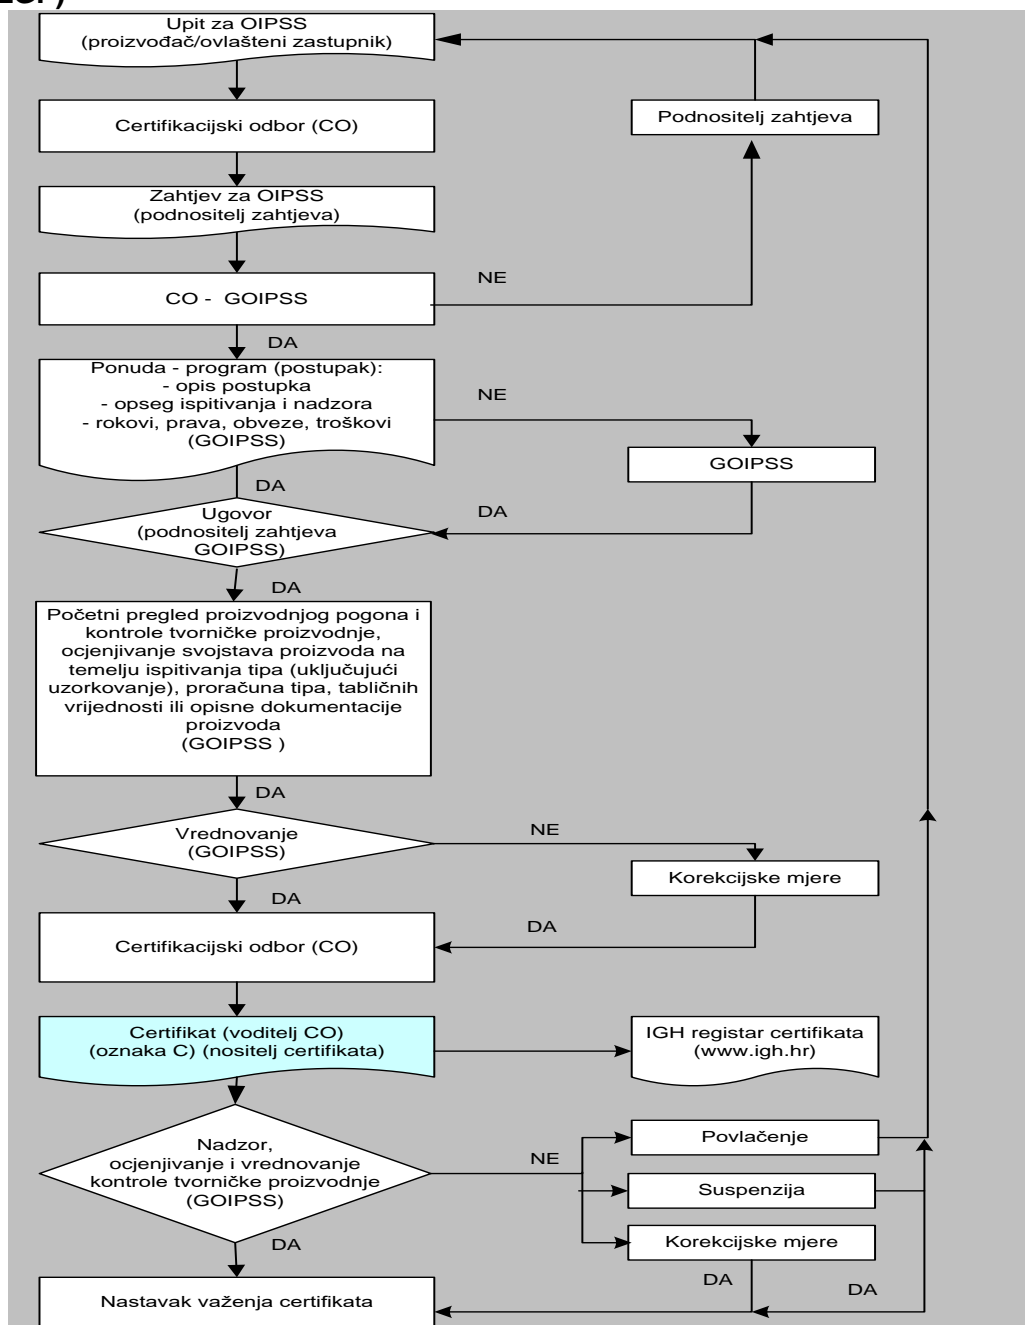 Upit za OIPSS
(proizvođač/ovlašteni zastupnik)
Certifikacijski odbor (CO)
Podnositelj zahtjeva
Zahtjev za OIPSS
(podnositelj zahtjeva)
NE
CO - GOIPSS
DA
Ponuda - program (postupak):
- opis postupka
- opseg ispitivanja i nadzora
- rokovi, prava, obveze, troškovi
(GOIPSS)
NE
GOIPSS
DA
Ugovor
(podnositelj zahtjeva
GOIPSS)
DA
DA
Početni pregled proizvodnjog pogona i
kontrole tvorničke proizvodnje,
ocjenjivanje svojstava proizvoda na
temelju ispitivanja tipa (uključujući
uzorkovanje), proračuna tipa, tabličnih
vrijednosti ili opisne dokumentacije
proizvoda
(GOIPSS )
DA
Vrednovanje
(GOIPSS)
NE
Korekcijske mjere
DA
DA
Certifikacijski odbor (CO)
Certifikat (voditelj CO)
(oznaka C) (nositelj certifikata)
IGH registar certifikata
(www.igh.hr)
Nadzor,
ocjenjivanje i vrednovanje
kontrole tvorničke proizvodnje
(GOIPSS)
NE
Povlačenje
Suspenzija
Korekcijske mjere
DA
DA
DA
Nastavak važenja certifikata